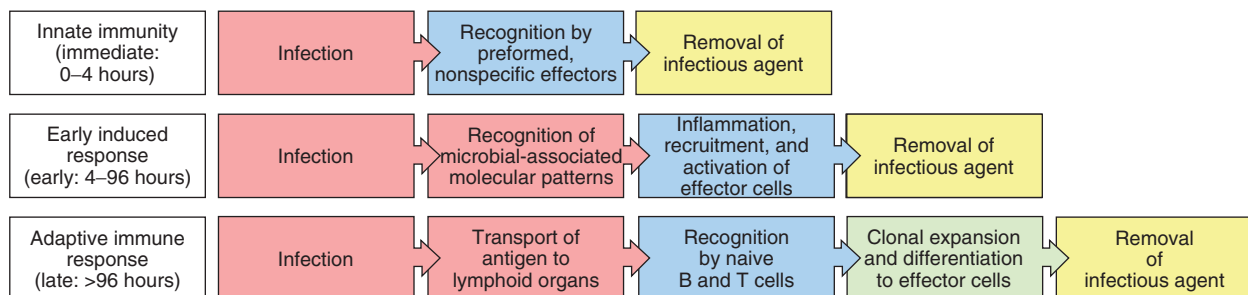 Innate immunity
(immediate:
0–4 hours)
Infection
Recognition by
preformed,
nonspecific effectors
Removal of
infectious agent
Early induced
response
(early: 4–96 hours)
Infection
Recognition of
microbial-associated
molecular patterns
Inflammation,
recruitment, and
activation of
effector cells
Removal of
infectious agent
Adaptive immune
response
(late: >96 hours)
Infection
Transport of
antigen to
lymphoid organs
Recognition
by naive
B and T cells
Clonal expansion
and differentiation
to effector cells
Removal
of
infectious agent